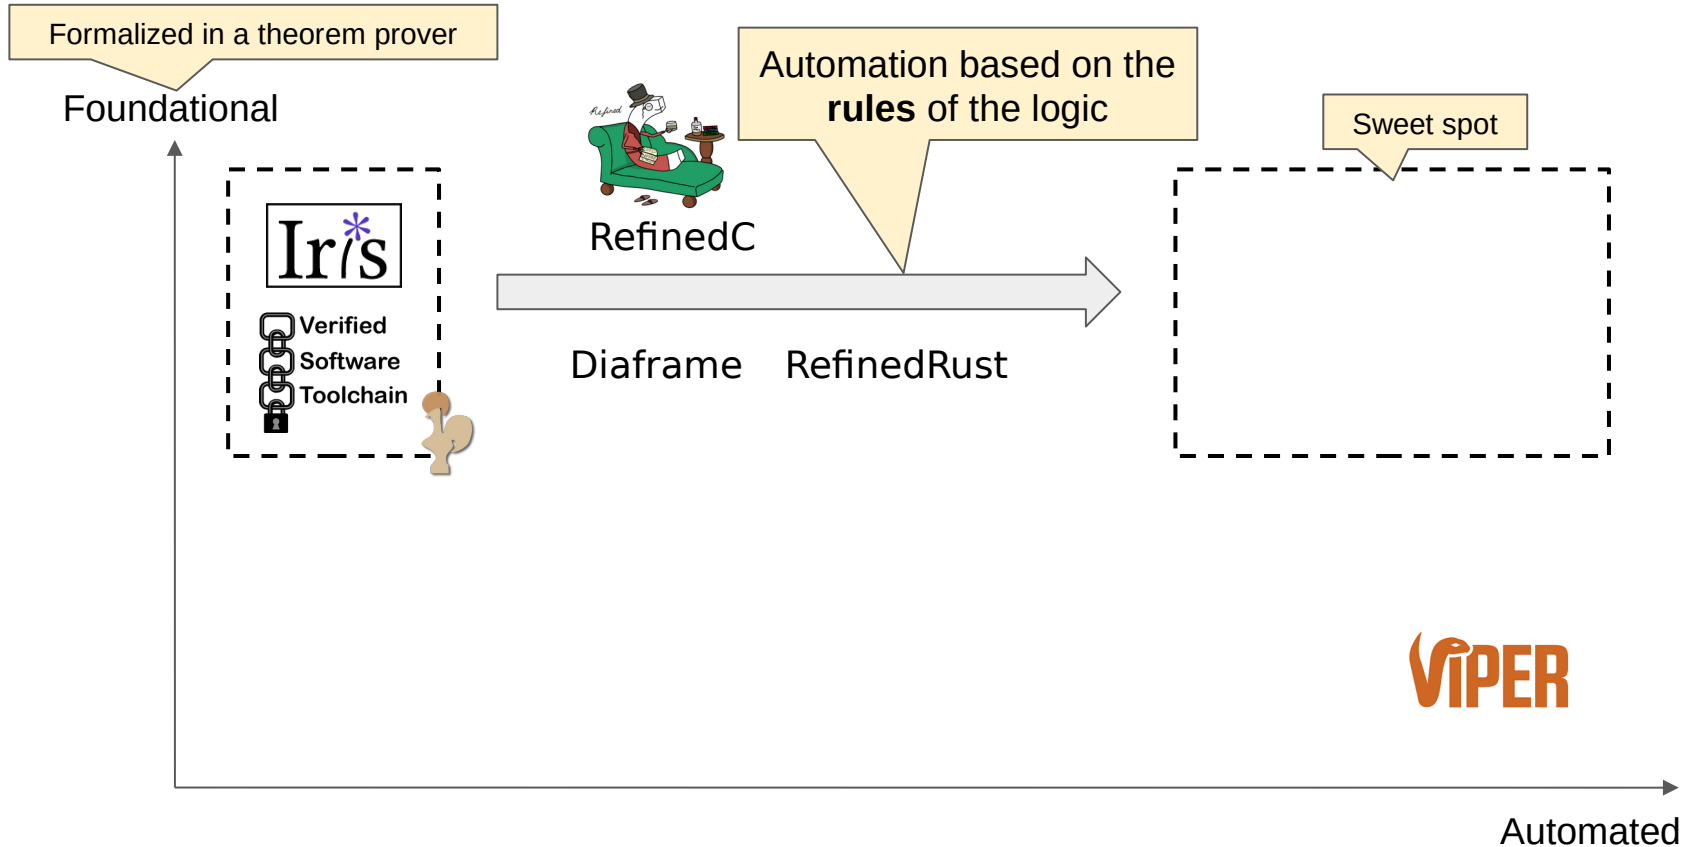 Formalized in a theorem prover
Foundational
Automation based on the
rules of the logic
Sweet spot
Refined
RefinedC
Iris
Verified
Software
Toolchain
Diaframe
RefinedRust
VIPER
Automated